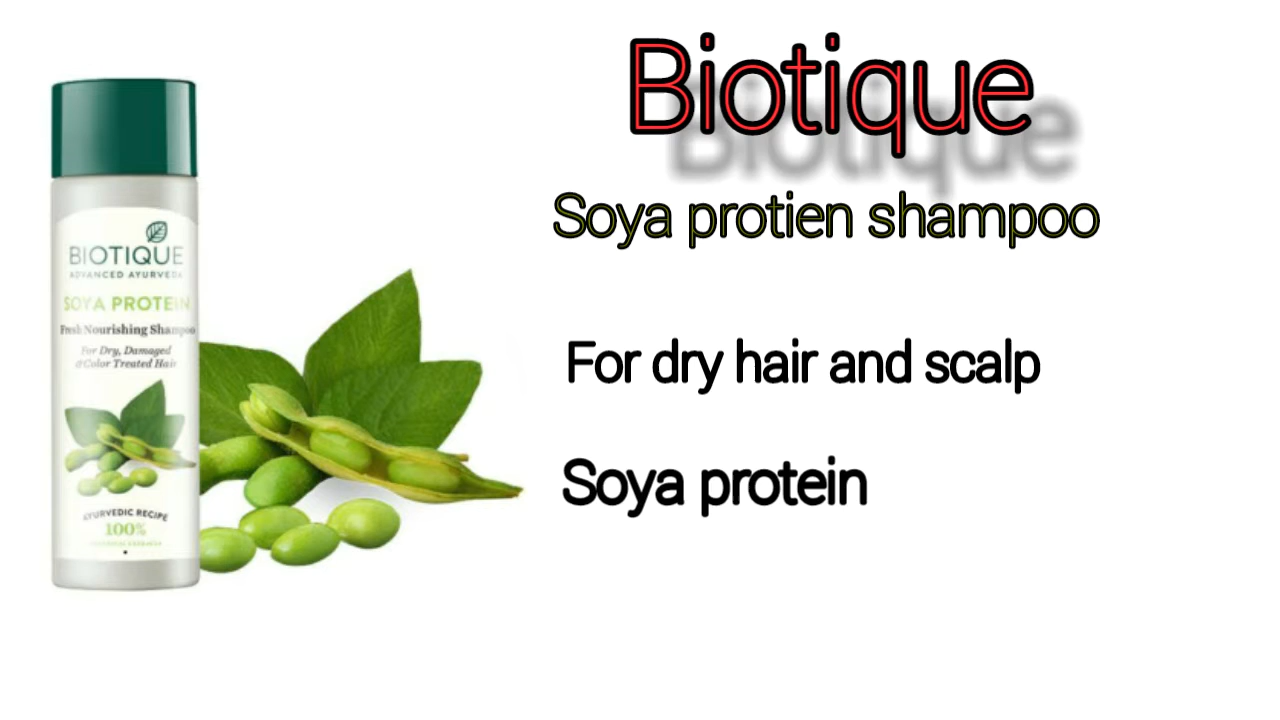 Biotique
Soya protien shampoo
For dry hair and scalp
Soya protein
BIOTIQUE
ADVANCED AYURVEDA
SOYA PROTEIN
Fresh Nourishing Shampoo
For Dry, Damaged
& Color Treated Hair
AYURVEDIC RECIPE
100%